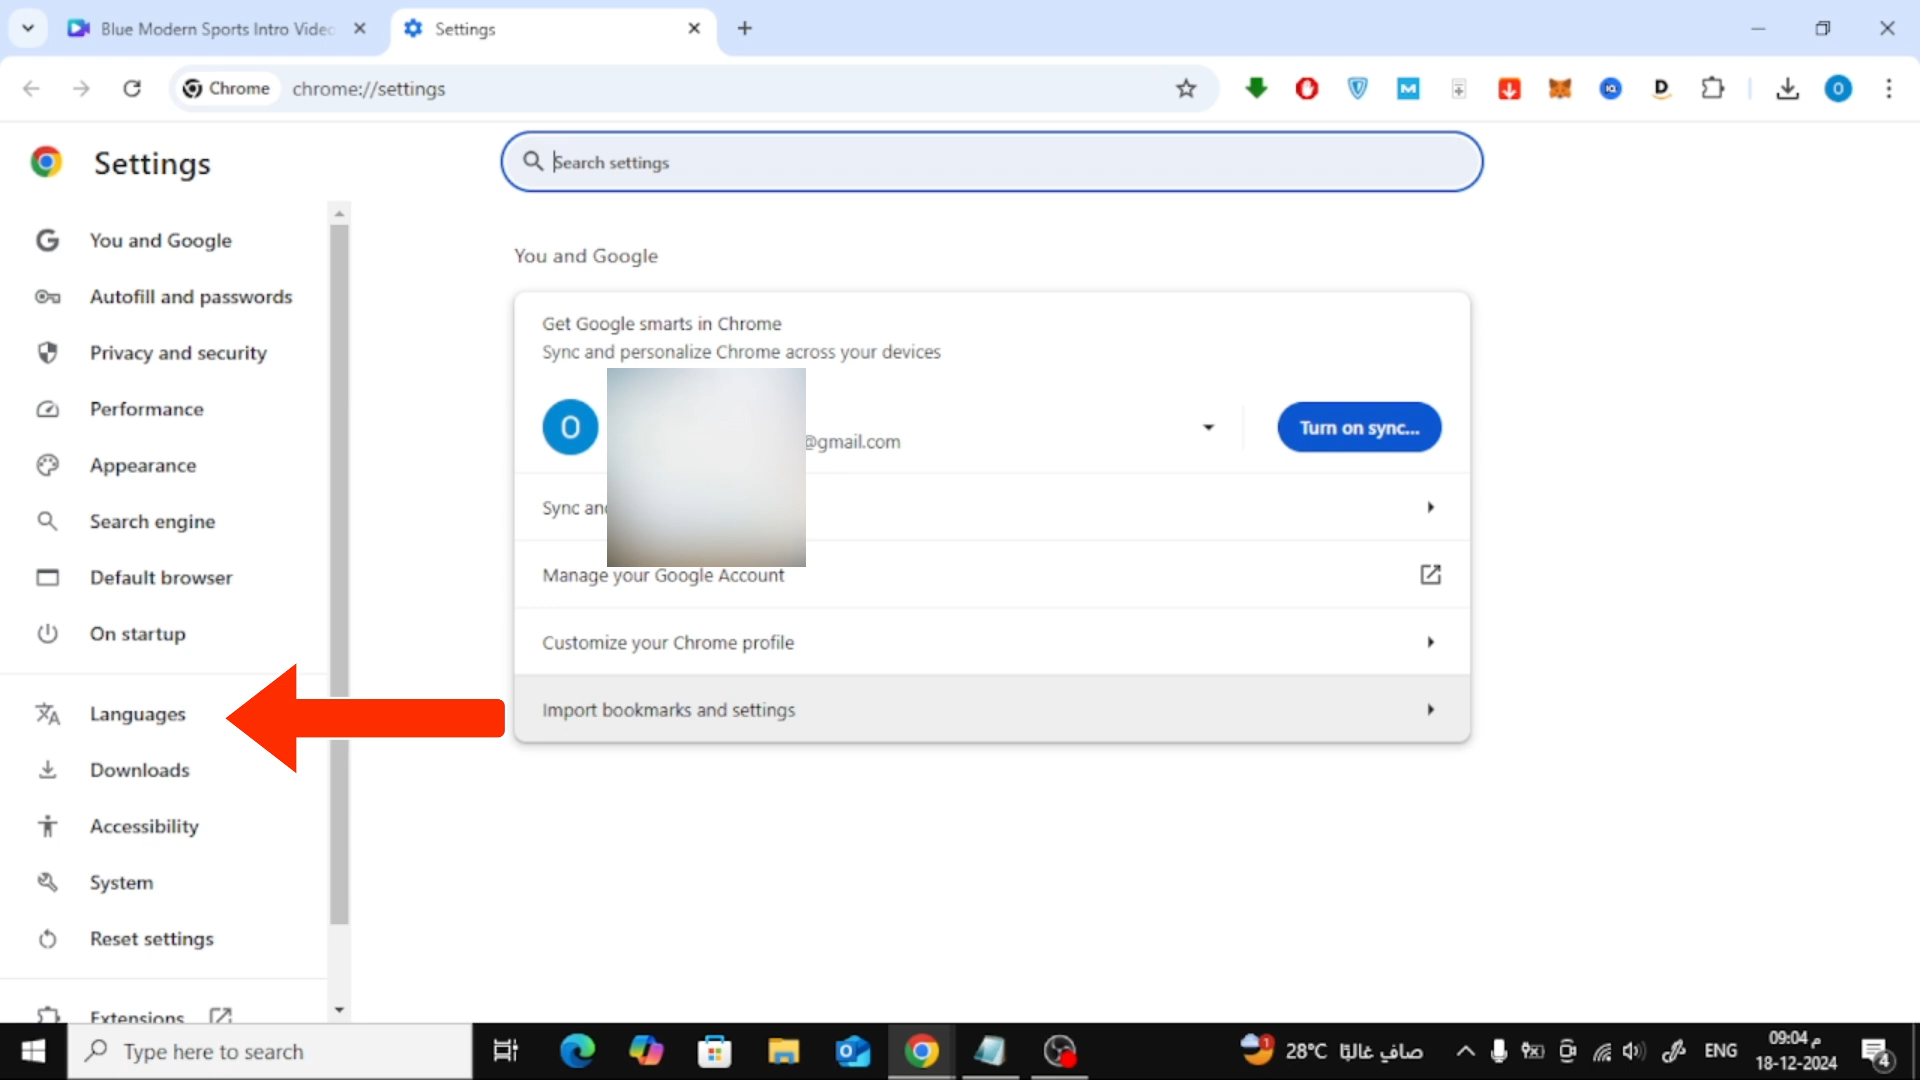 Blue Modern Sports Intro Video
Settings
Chrome
chrome://settings
Settings
Search settings
You and Google
Autofill and passwords
Privacy and security
Performance
Appearance
Search engine
Default browser
On startup
Languages
Downloads
Accessibility
System
Reset settings
Extensions
You and Google
Get Google smarts in Chrome
Sync and personalize Chrome across your devices
O
@gmail.com
Turn on sync...
Sync and
Manage your Google Account
Customize your Chrome profile
Import bookmarks and settings
Type here to search
1
28°C صافٍ غالبًا
ENG
09:04 م
18-12-2024
4